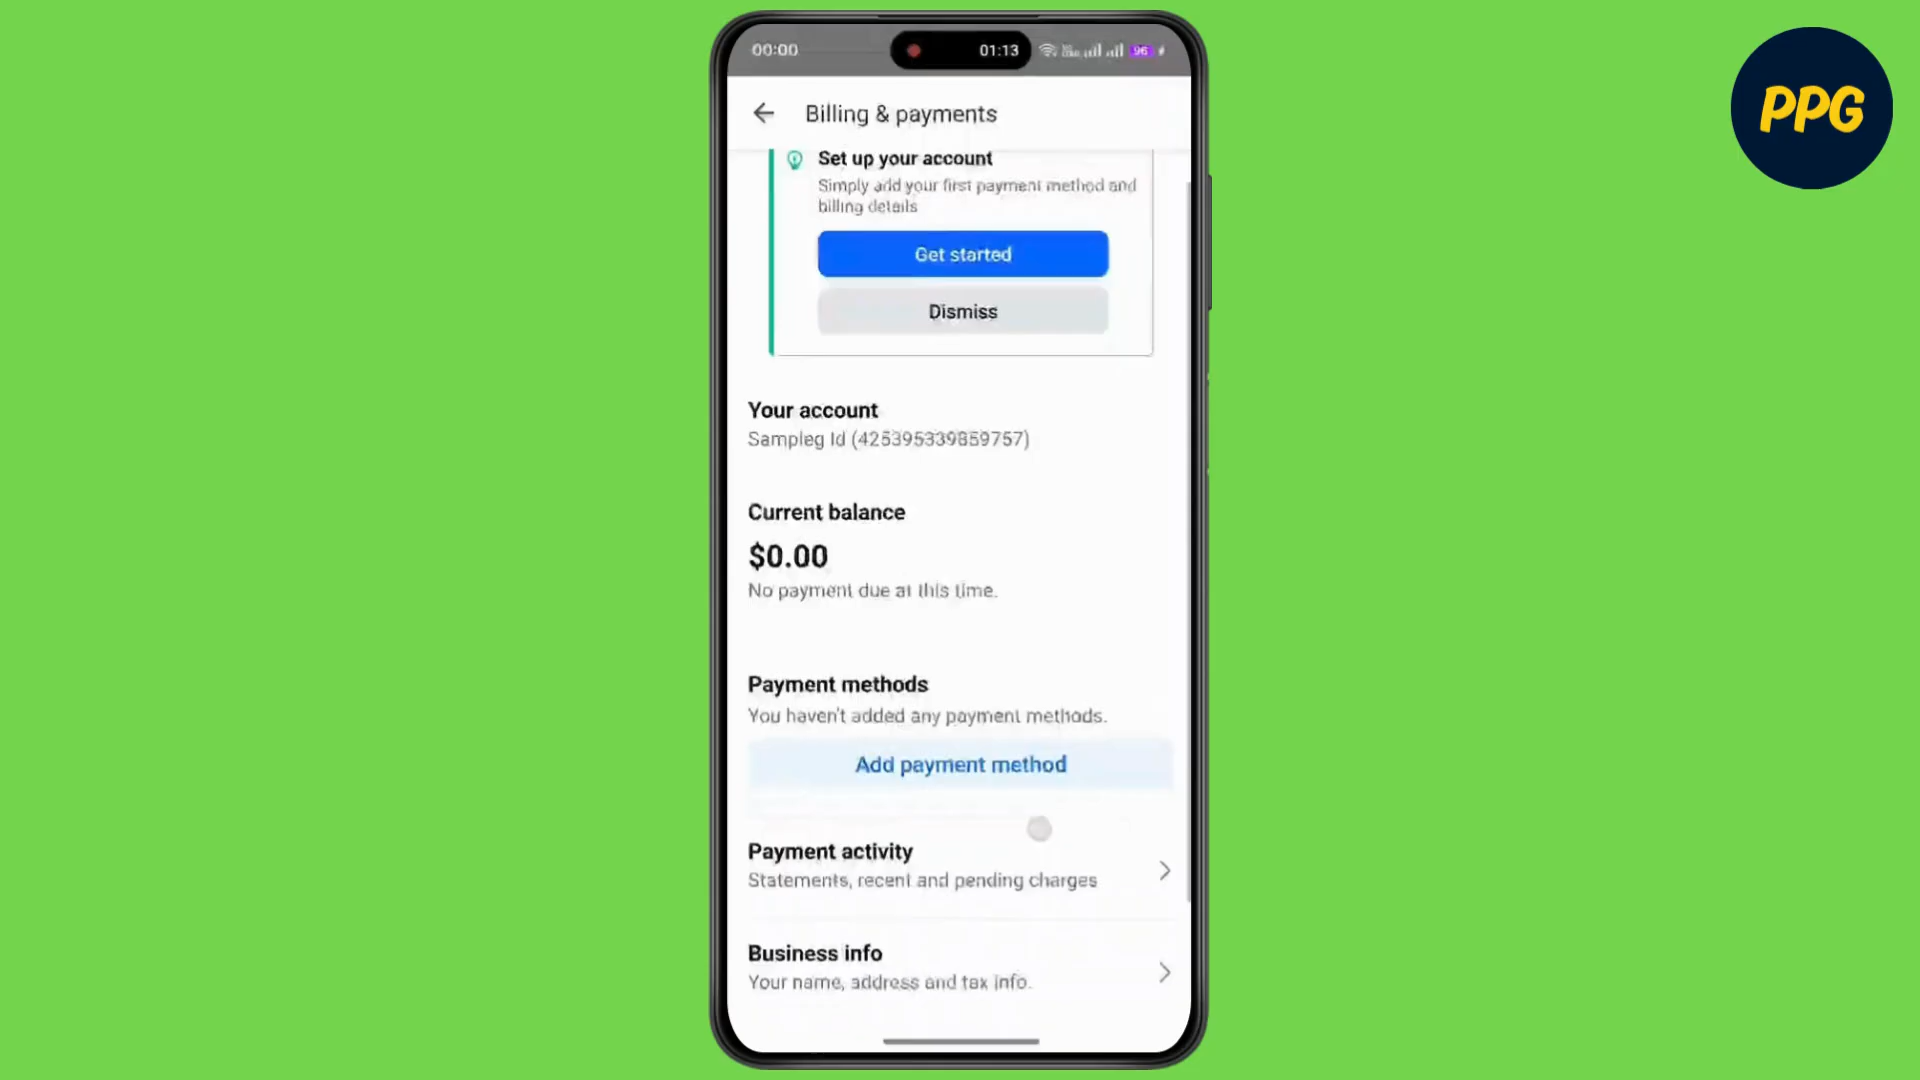 00:00
01:13
96
PPG
Billing & payments
Set up your account
Simply add your first payment method and
billing details
Get started
Dismiss
Your account
Sampleg Id (425395339859757)
Current balance
$0.00
No payment due at this time.
Payment methods
You haven't added any payment methods.
Add payment method
Payment activity
Statements, recent and pending charges
Business info
Your name, address and tax info.